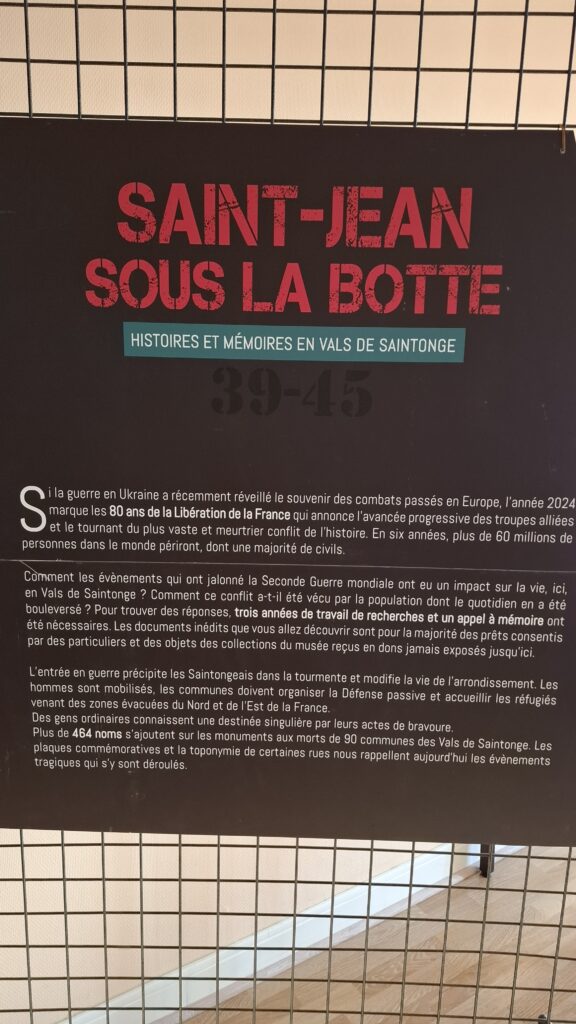 SAINT-JEAN
SOUS LA BOTTE
HISTOIRES ET MÉMOIRES EN VALS DE SAINTONGE
39-45
Si la guerre en Ukraine a récemment réveillé le souvenir des combats passés en Europe, l'année 2024
marque les 80 ans de la Libération de la France qui annonce l'avancée progressive des troupes alliées
et le tournant du plus vaste et meurtrier conflit de l'histoire. En six années, plus de 60 millions de
personnes dans le monde périront, dont une majorité de civils.
Comment les évènements qui ont jalonné la Seconde Guerre mondiale ont eu un impact sur la vie, ici,
en Vals de Saintonge ? Comment ce conflit a-t-il été vécu par la population dont le quotidien en a été
bouleversé ? Pour trouver des réponses, trois années de travail de recherches et un appel à mémoire ont
été nécessaires. Les documents inédits que vous allez découvrir sont pour la majorité des prêts consentis
par des particuliers et des objets des collections du musée reçus en dons jamais exposés jusqu'ici.
L'entrée en guerre précipite les Saintongeais dans la tourmente et modifie la vie de l'arrondissement. Les
hommes sont mobilisés, les communes doivent organiser la Défense passive et accueillir les réfugiés
venant des zones évacuées du Nord et de l'Est de la France.
Des gens ordinaires connaissent une destinée singulière par leurs actes de bravoure.
Plus de 464 noms s'ajoutent sur les monuments aux morts de 90 communes des Vals de Saintonge. Les
plaques commémoratives et la toponymie de certaines rues nous rappellent aujourd'hui les évènements
tragiques qui s'y sont déroulés.